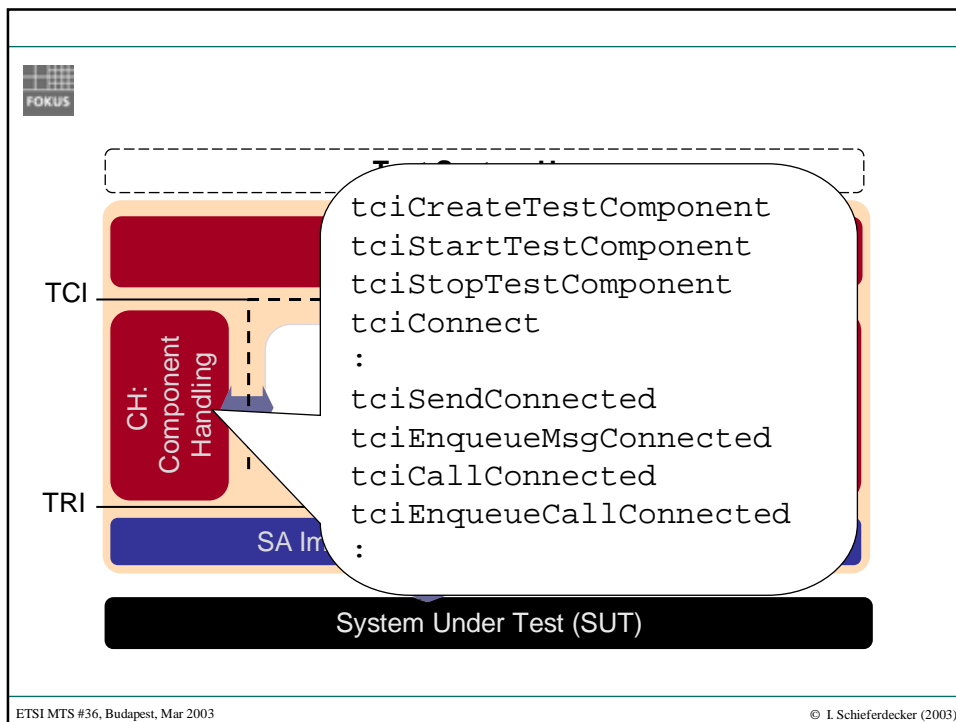 FOKUS
tciCreateTestComponent
tciStartTestComponent
tciStopTestComponent
tciConnect
:
tciSendConnected
tciEnqueueMsgConnected
tciCallConnected
tciEnqueueCallConnected
:
TCI
CH:
Component
Handling
TRI
SA
System Under Test (SUT)
ETSI MTS #36, Budapest, Mar 2003
© I. Schieferdecker (2003)